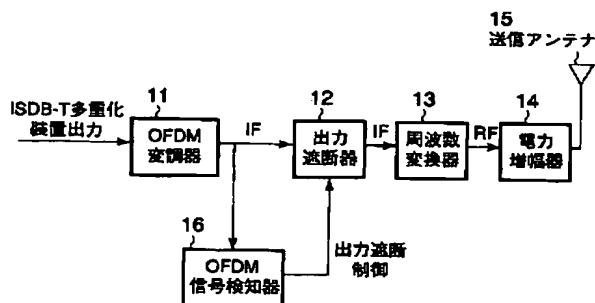 15
送信アンテナ
ISDB-T多重化
装置出力
11
OFDM
変調器
IF
12
出力
遮断器
IF
13
周波数
変換器
RF
14
電力
増幅器
16
OFDM
信号検知器
出力遮断
制御